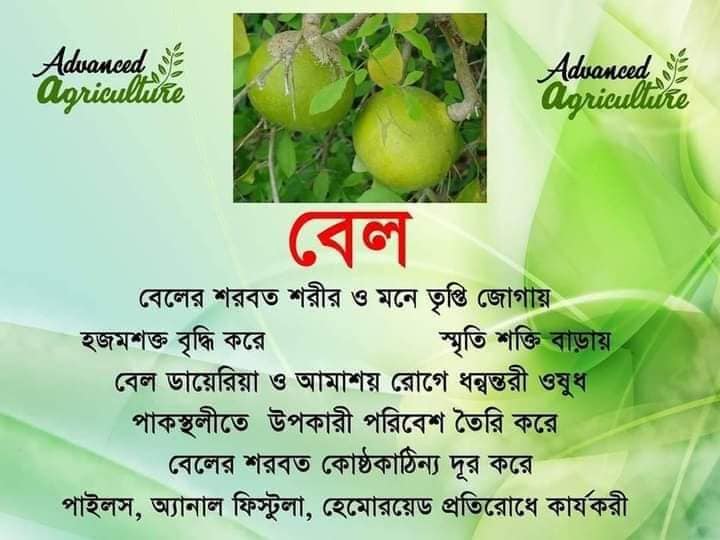 Advanced
Agriculture
Advanced
Agriculture
বেল
বেলের শরবত শরীর ও মনে তৃপ্তি জোগায়
হজমশক্ত বৃদ্ধি করে স্মৃতি শক্তি বাড়ায়
বেল ডায়েরিয়া ও আমাশয় রোগে ধন্বন্তরী ওষুধ
পাকস্থলীতে উপকারী পরিবেশ তৈরি করে
বেলের শরবত কোষ্ঠকাঠিন্য দূর করে
পাইলস, অ্যানাল ফিস্টুলা, হেমোরয়েড প্রতিরোধে কার্যকরী